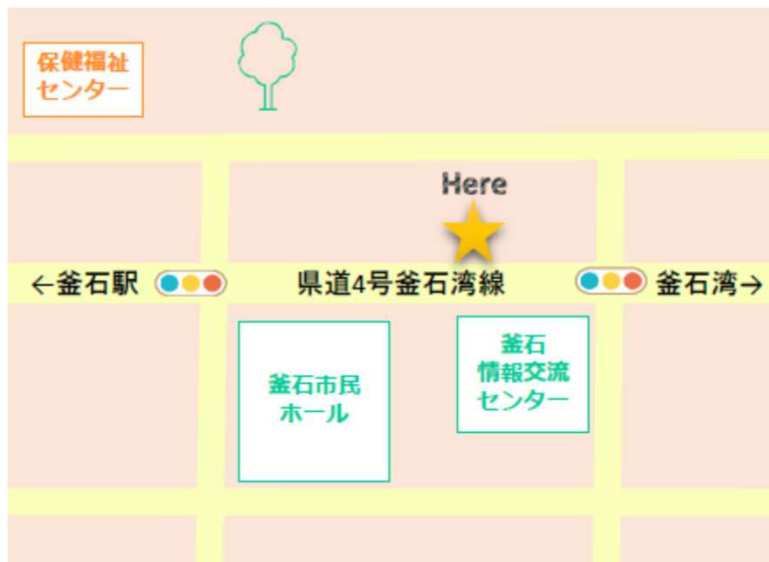 保健福祉
センター
Here
←釜石駅
県道4号釜石湾線
釜石湾→
釜石市民
ホール
釜石
情報交流
センター